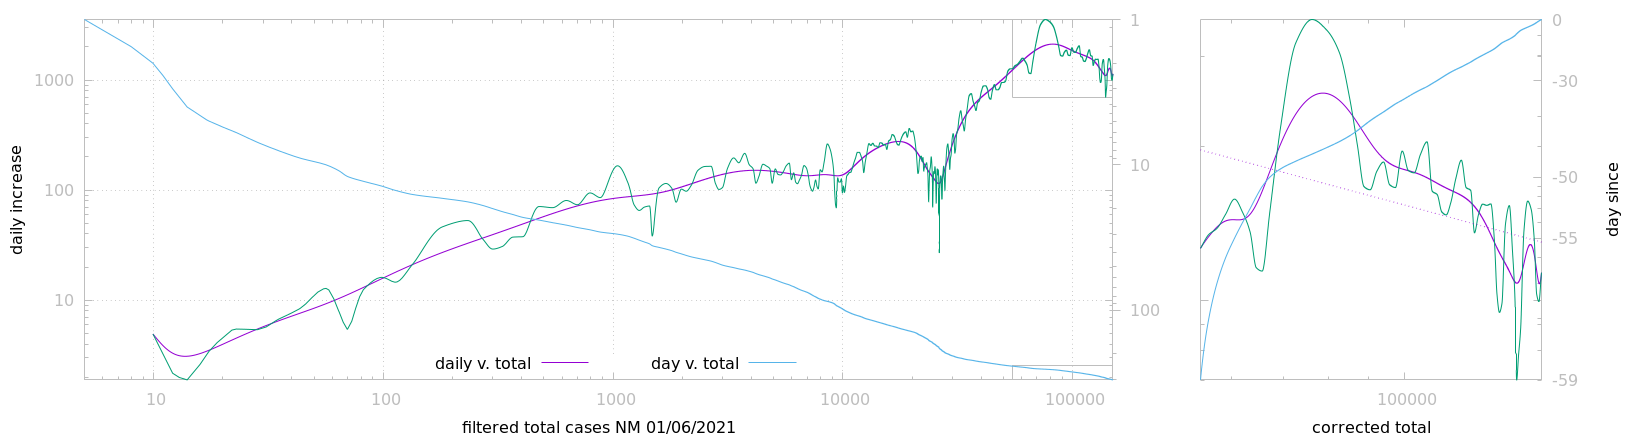 daily increase
1000
100
10
10
100
1000
10000
100000
1
10
100
daily v. total
day v. total
filtered total cases NM 01/06/2021
0
-30
-50
-55
-59
day since
100000
corrected total